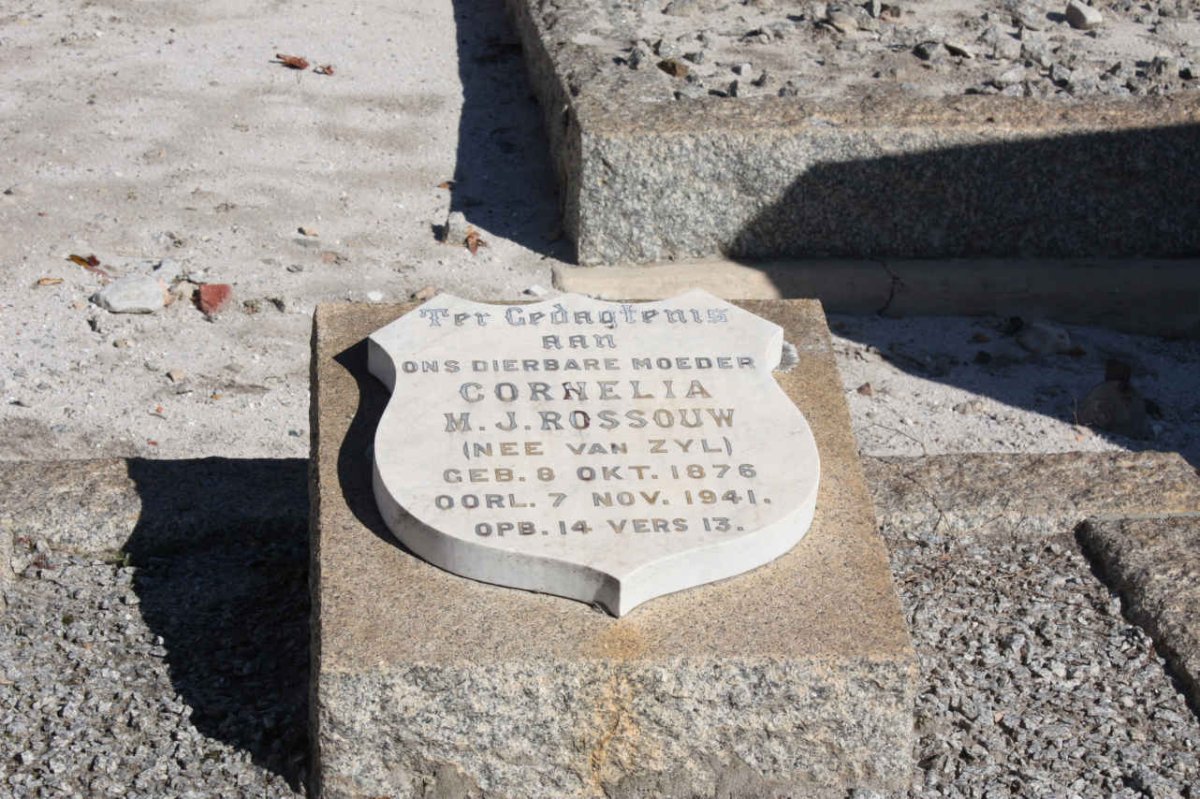 Ter Gedagtenis
aan
ONS DIERBARE MOEDER
CORNELIA
M.J. ROSSOUW
(NEE VAN ZYL)
GEB. 8 OKT. 1876
OORL. 7 NOV. 1941.
OPB. 14 VERS 13.